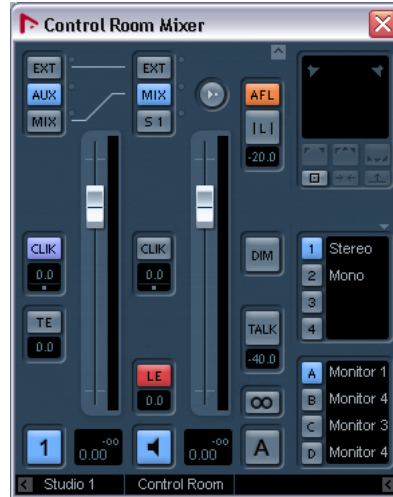 Control Room Mixer
EXT EXT
AUX MIX AFL
MIX S 1 |L|
-20.0
CLIK CLIK DIM 1 Stereo
0.0 0.0 2 Mono
TE TALK 3
0.0 4
-40.0
LE A Monitor 1
0.0 B Monitor 4
C Monitor 3
1 -oo 0.00 -oo 0.00 A D Monitor 4
Studio 1 Control Room